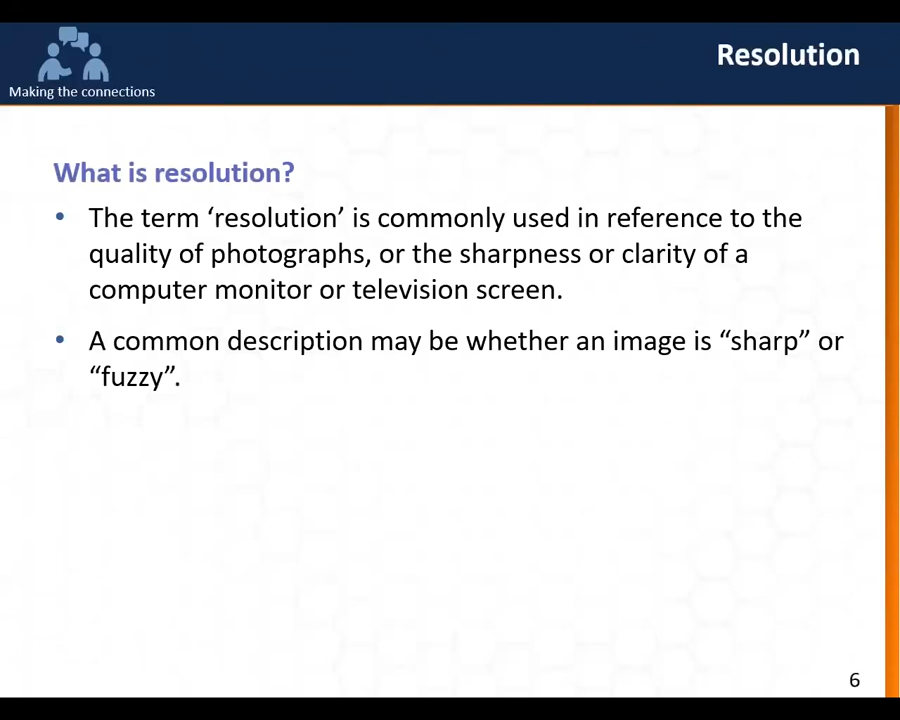 Resolution
Making the connections
What is resolution?
• The term ‘resolution’ is commonly used in reference to the
quality of photographs, or the sharpness or clarity of a
computer monitor or television screen.
• A common description may be whether an image is “sharp” or
“fuzzy”.
6